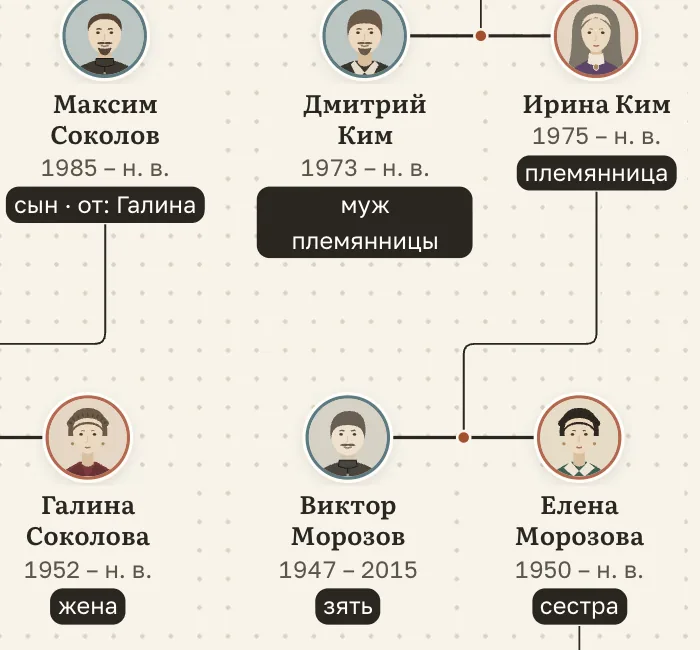 Максим
Соколов
1985 – н. в.
сын · от: Галина
Дмитрий
Ким
1973 – н. в.
муж
племянницы
Ирина Ким
1975 – н. в.
племянница
Галина
Соколова
1952 – н. в.
жена
Виктор
Морозов
1947 – 2015
зять
Елена
Морозова
1950 – н. в.
сестра